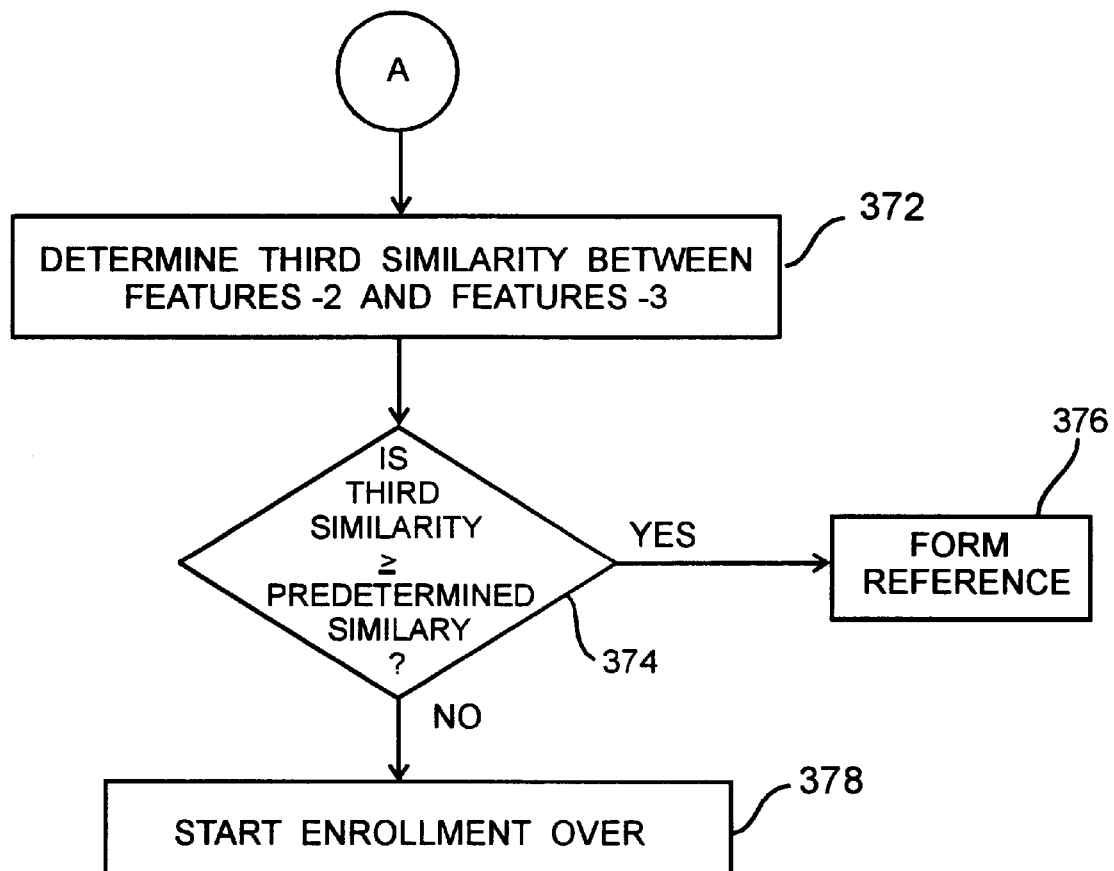 A
372
DETERMINE THIRD SIMILARITY BETWEEN
FEATURES -2 AND FEATURES -3
IS
THIRD
SIMILARITY
≥
PREDETERMINED
SIMILARY
?
374
YES
376
FORM
REFERENCE
NO
378
START ENROLLMENT OVER